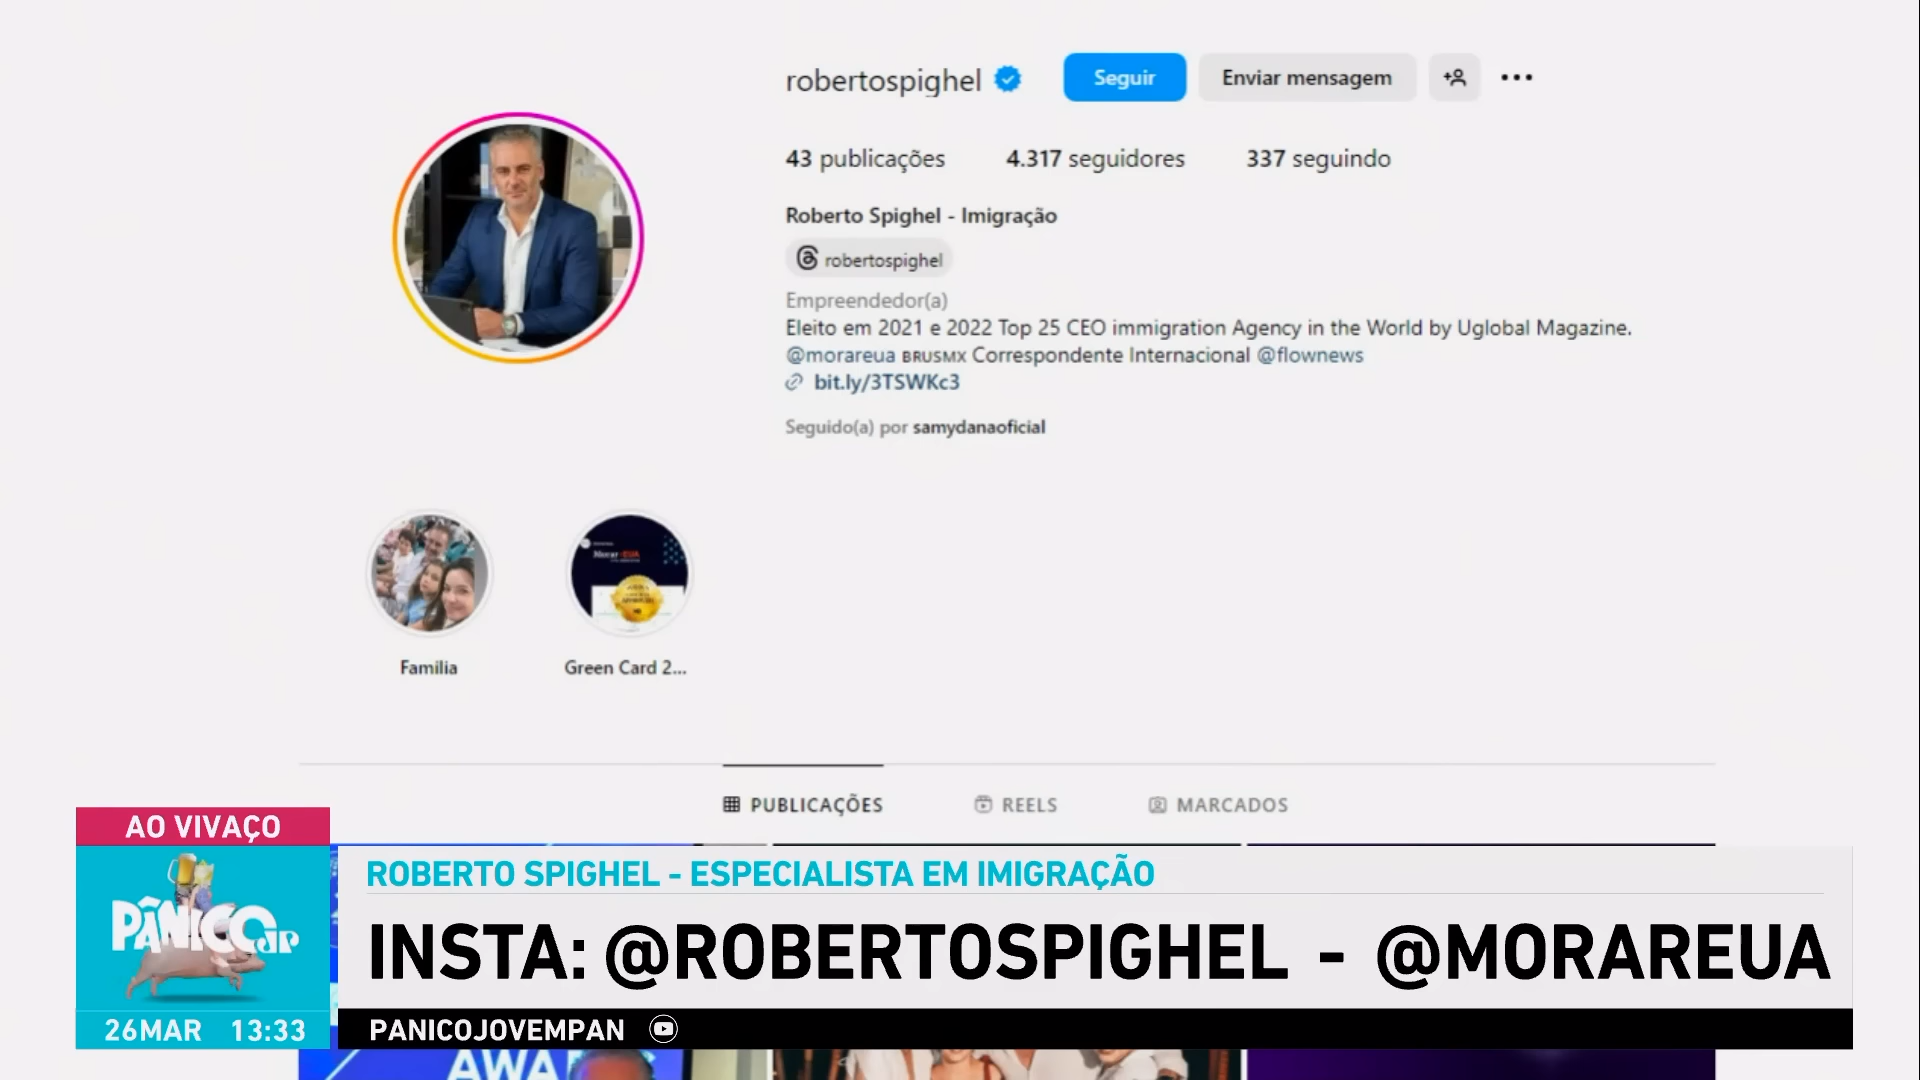 robertospighel
Seguir
Enviar mensagem
43 publicações 4.317 seguidores 337 seguindo
Roberto Spighel - Imigração
robertospighel
Empreendedor(a)
Eleito em 2021 e 2022 Top 25 CEO immigration Agency in the World by Uglobal Magazine.
@morareua BRUSMX Correspondente Internacional @flownews
bit.ly/3TSWKc3
Seguido(a) por samydanaoficial
Família
Green Card 2...
PUBLICAÇÕES REELS MARCADOS
AO VIVAÇO
PÂNICO JP
26MAR 13:33
ROBERTO SPIGHEL - ESPECIALISTA EM IMIGRAÇÃO
INSTA: @ROBERTOSPIGHEL - @MORAREUA
PANICOJOVEMPAN